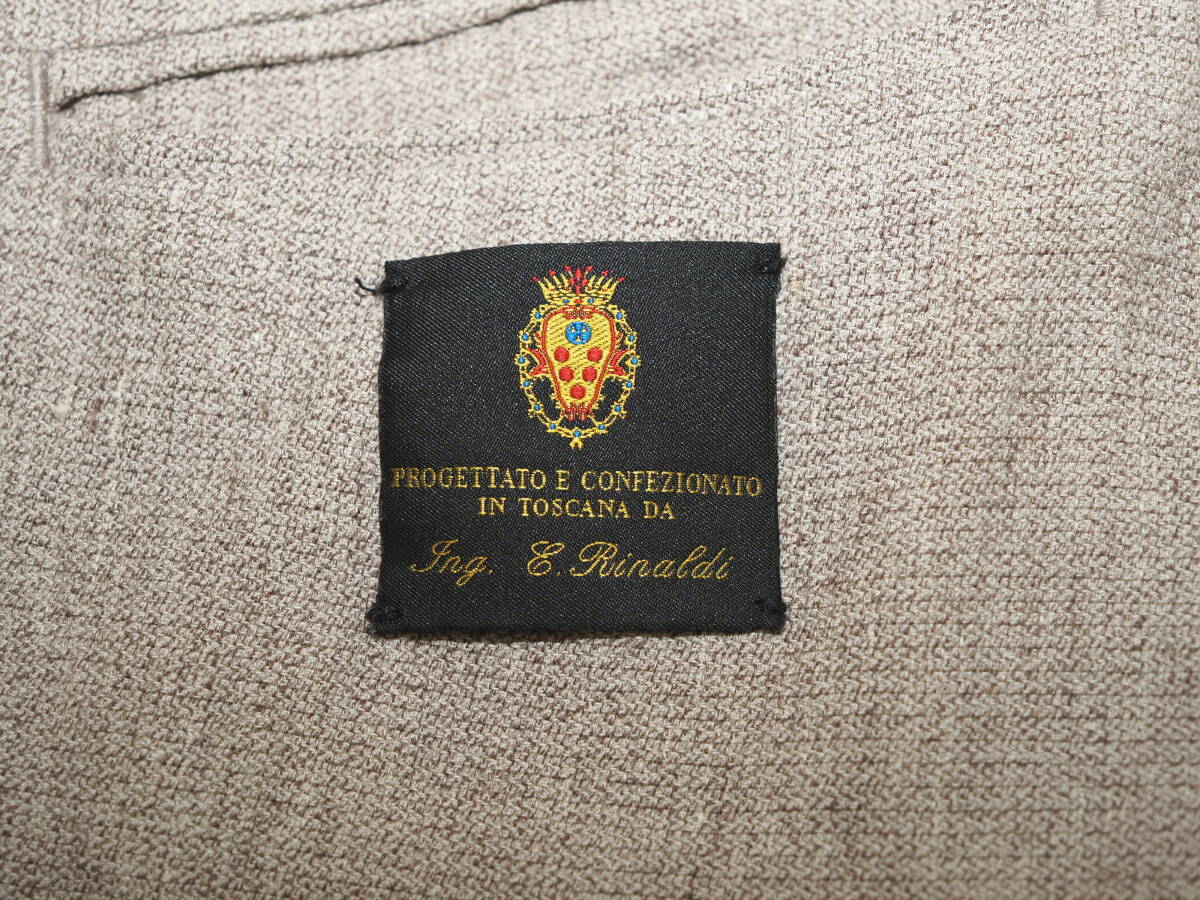 PROGETTATO E CONFEZIONATO
IN TOSCANA DA
Ing. E. Rinaldi